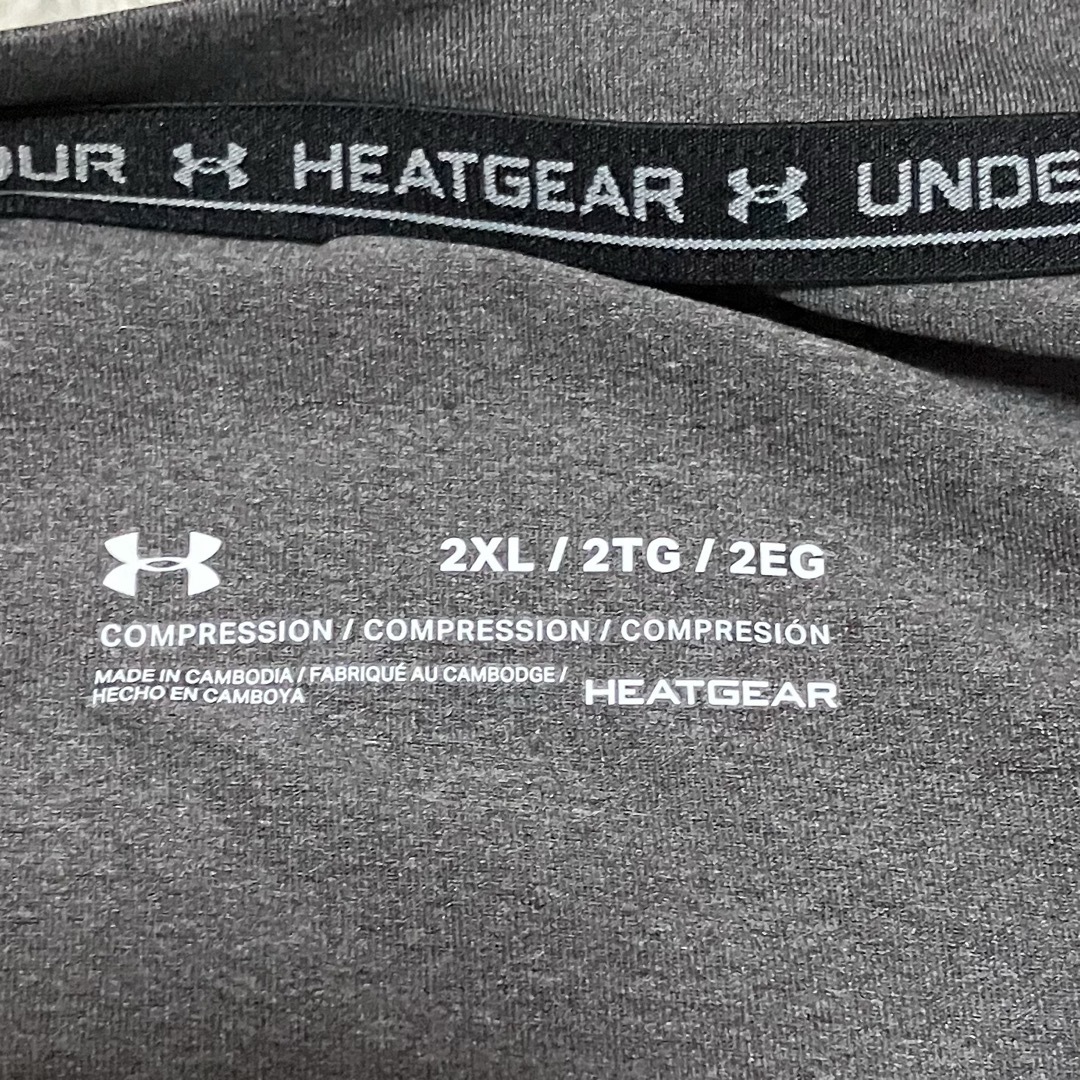 OUR HEATGEAR UNDE
2XL / 2TG / 2EG
COMPRESSION / COMPRESSION / COMPRESIÓN
MADE IN CAMBODIA / FABRIQUÉ AU CAMBODGE /
HECHO EN CAMBOYA
HEATGEAR